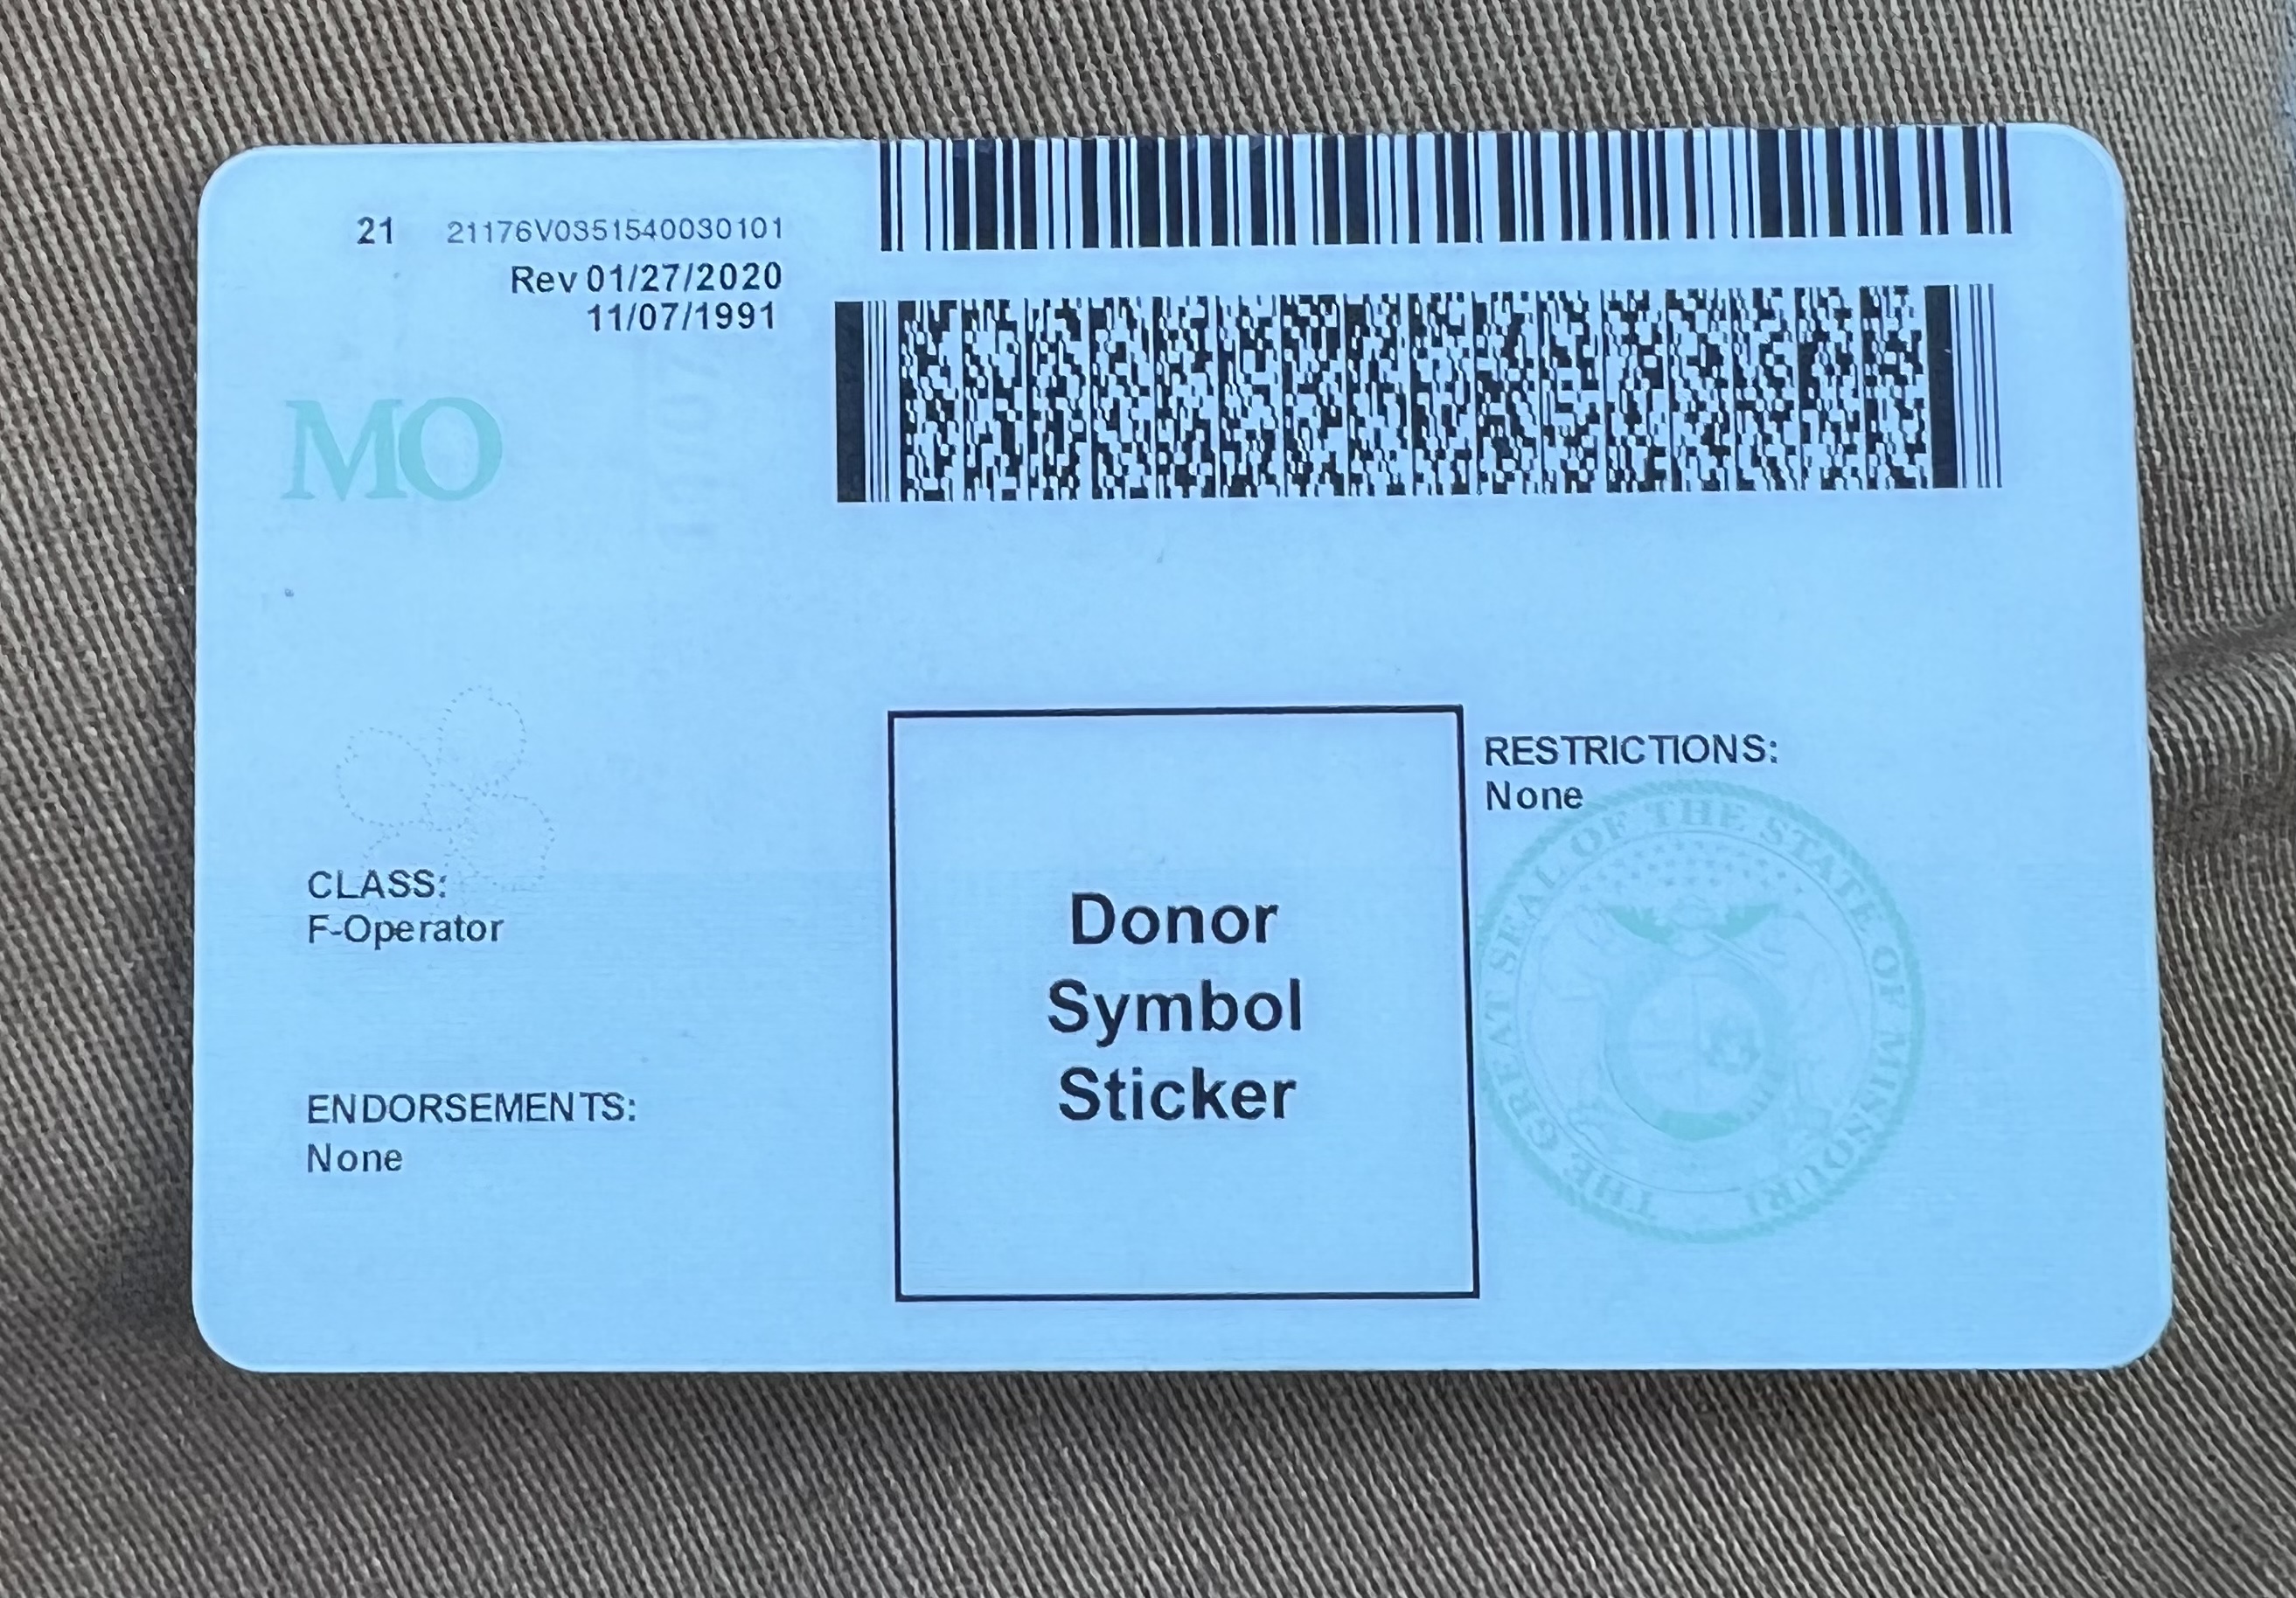 21 21176V0351540030101
Rev 01/27/2020
11/07/1991
MO
CLASS:
F-Operator
ENDORSEMENTS:
None
Donor
Symbol
Sticker
RESTRICTIONS:
None
THE GREAT SEAL OF THE STATE OF MISSOURI